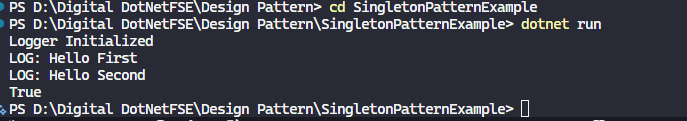 PS D:\Digital DotNetFSE\Design Pattern> cd SingletonPatternExample
PS D:\Digital DotNetFSE\Design Pattern\SingletonPatternExample> dotnet run
Logger Initialized
LOG: Hello First
LOG: Hello Second
True
PS D:\Digital DotNetFSE\Design Pattern\SingletonPatternExample>